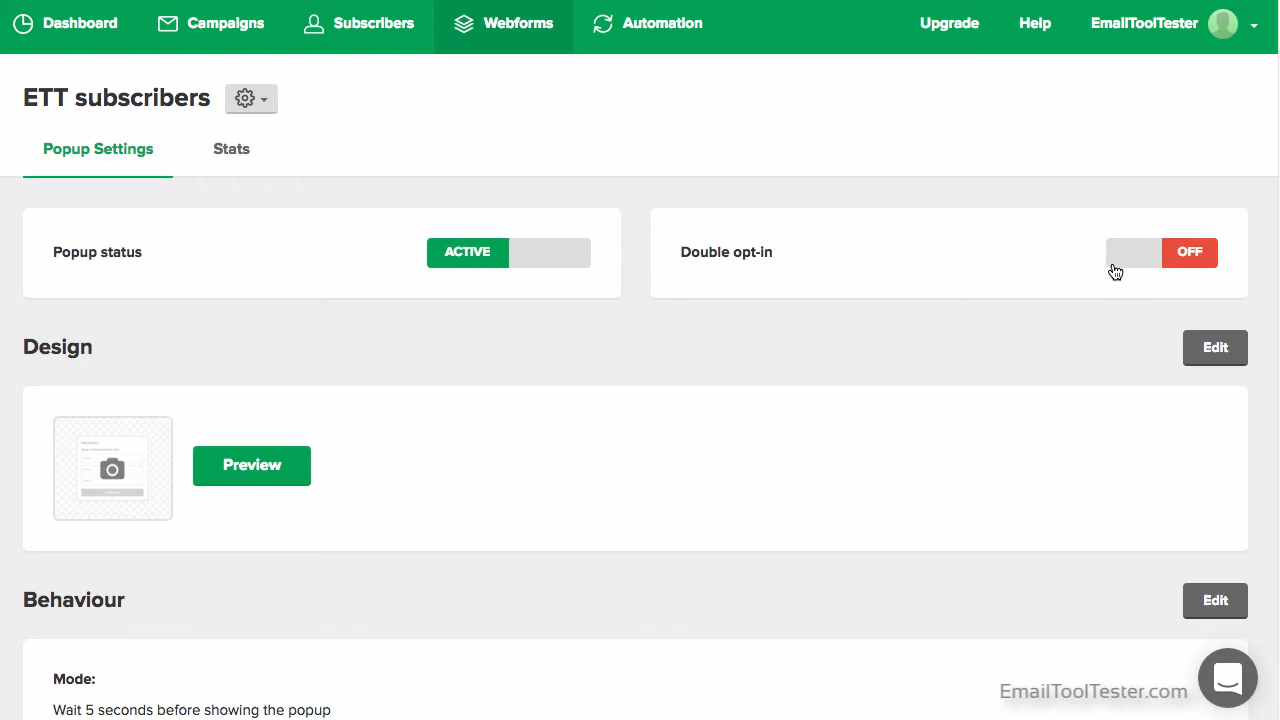 Dashboard Campaigns Subscribers Webforms Automation Upgrade Help EmailToolTester
ETT subscribers
Popup Settings Stats
Popup status ACTIVE Double opt-in OFF
Design Edit
Preview
Behaviour Edit
Mode:
EmailToolTester.com
Wait 5 seconds before showing the popup